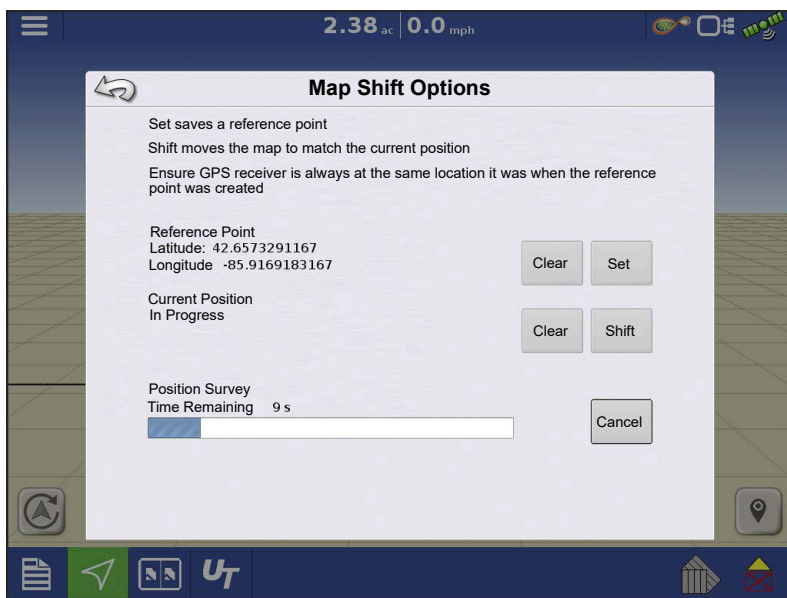 2.38 ac 0.0 mph
Map Shift Options
Set saves a reference point
Shift moves the map to match the current position
Ensure GPS receiver is always at the same location it was when the reference
point was created
Reference Point
Latitude: 42.6573291167
Longitude -85.9169183167
Clear Set
Current Position
In Progress
Clear Shift
Position Survey
Time Remaining 9 s
Cancel
UT